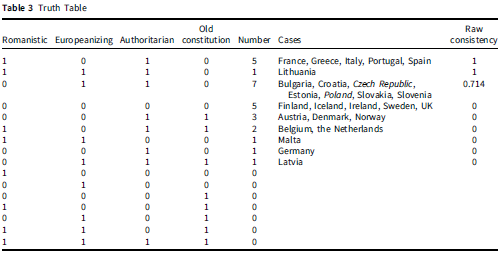 Table 3 Truth Table
Old
Romanistic Europeanizing Authoritarian constitution Number Cases Raw consistency
1 0 1 0 5 France, Greece, Italy, Portugal, Spain 1
1 1 1 0 1 Lithuania 1
0 1 1 0 7 Bulgaria, Croatia, Czech Republic, 0.714
Estonia, Poland, Slovakia, Slovenia
0 0 0 0 5 Finland, Iceland, Ireland, Sweden, UK 0
0 0 1 1 3 Austria, Denmark, Norway 0
1 0 1 1 2 Belgium, the Netherlands 0
1 1 0 0 1 Malta 0
0 0 1 0 1 Germany 0
0 1 1 1 1 Latvia 0
1 0 0 0 0
0 1 0 0 0
0 0 0 1 0
1 0 0 1 0
0 1 0 1 0
1 1 0 1 0
1 1 1 1 0